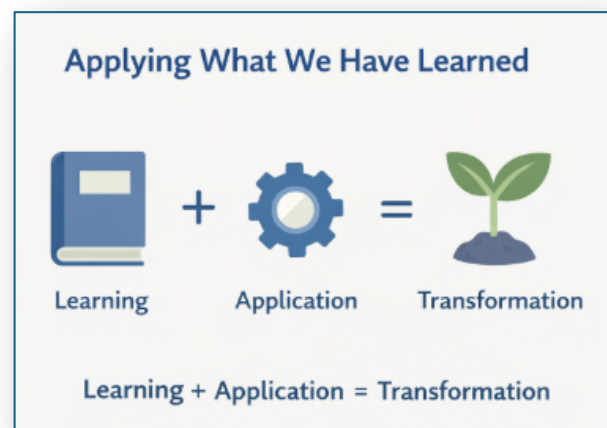 Applying What We Have Learned
+ =
Learning Application Transformation
Learning + Application = Transformation